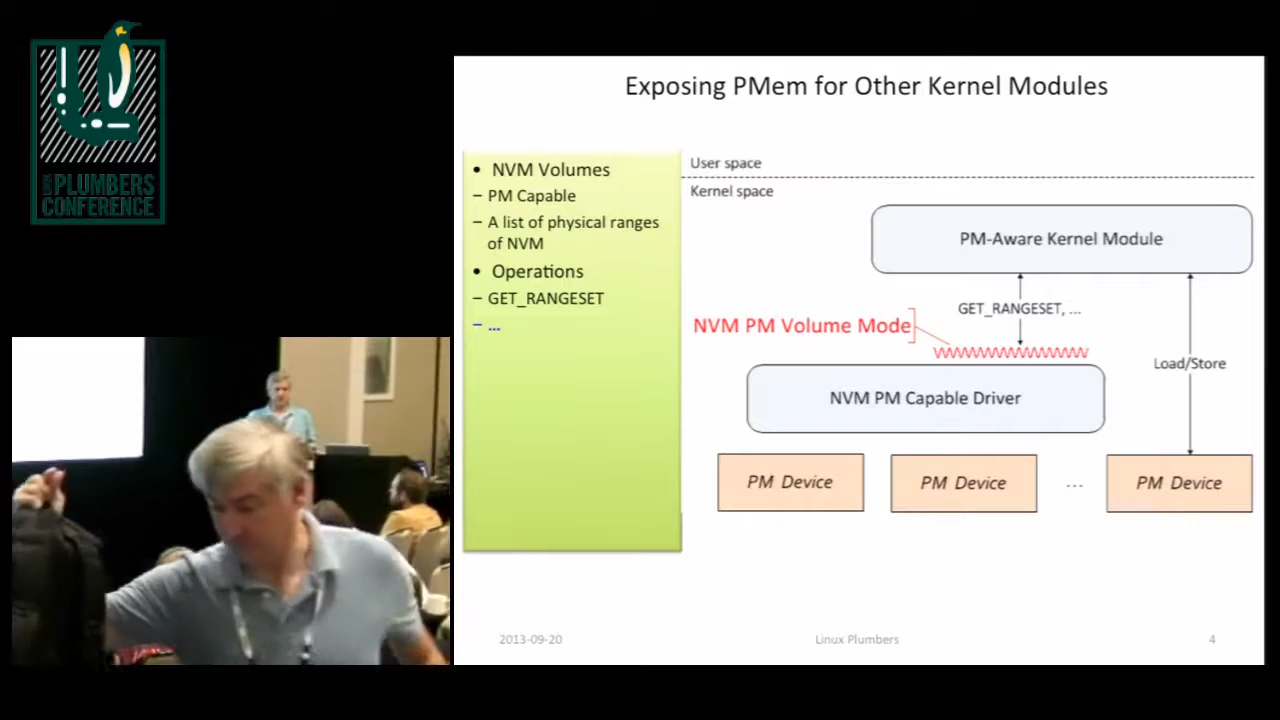 LINUX
PLUMBERS
CONFERENCE
Exposing PMem for Other Kernel Modules
• NVM Volumes
– PM Capable
– A list of physical ranges
of NVM
• Operations
– GET_RANGESET
– ...
User space
Kernel space
PM-Aware Kernel Module
GET_RANGESET, ...
NVM PM Volume Mode
Load/Store
NVM PM Capable Driver
PM Device
PM Device
...
PM Device
2013-09-20
Linux Plumbers
4